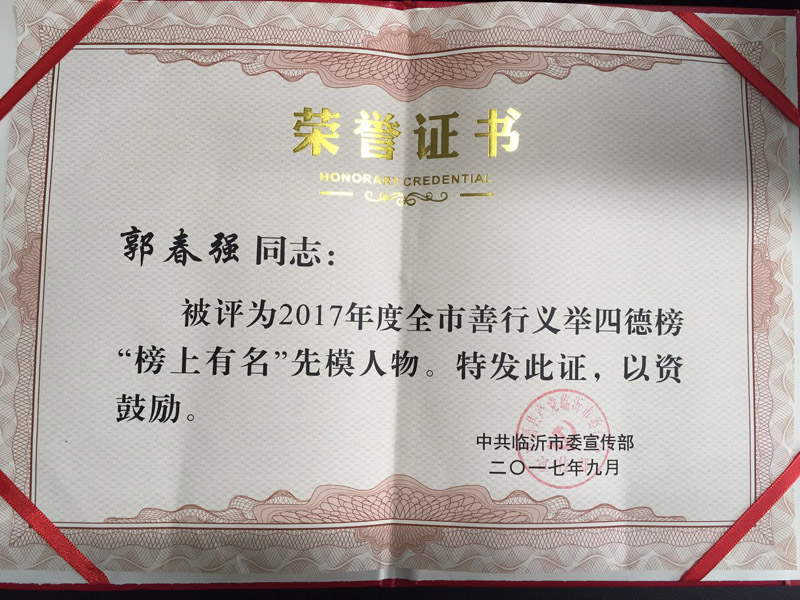 荣誉证书
HONORARY CREDENTIAL
郭春强同志：
被评为2017年度全市善行义举四德榜
“榜上有名”先模人物。特发此证，以资
鼓励。
中共临沂市委宣传部
二〇一七年九月